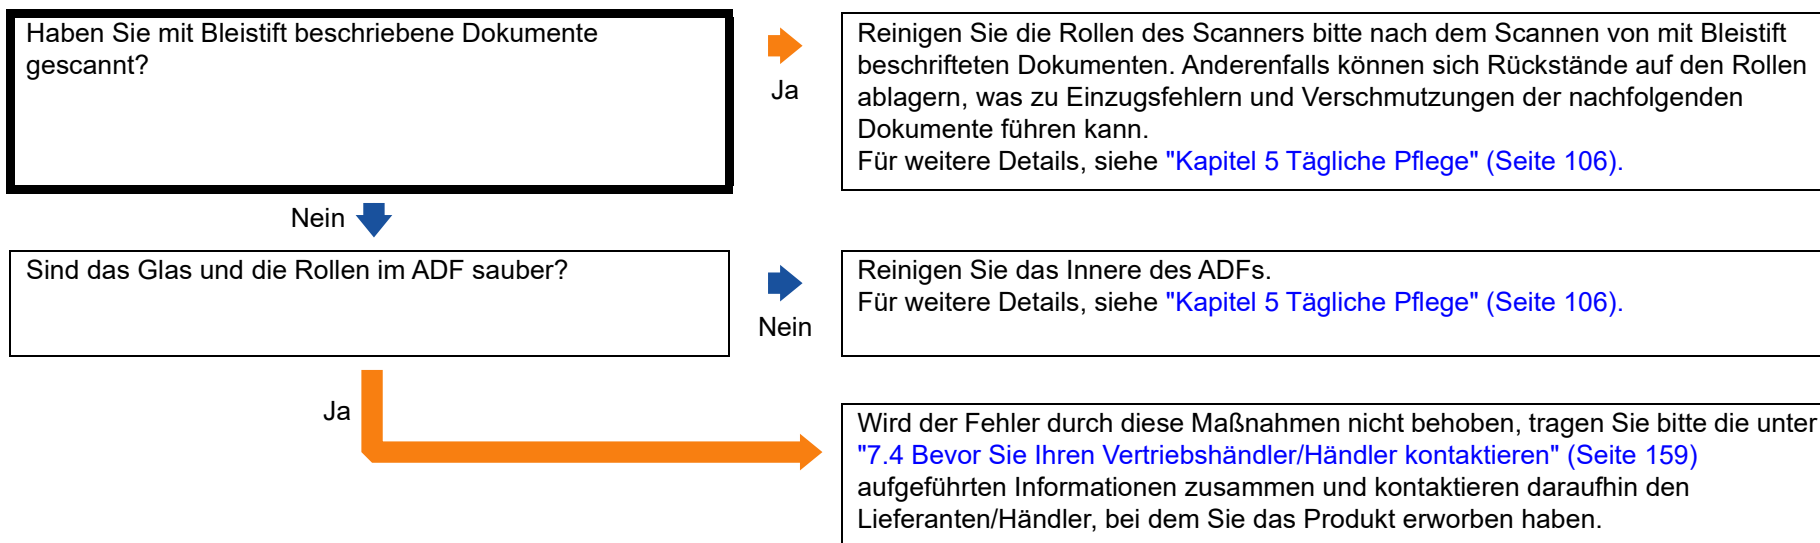 Haben Sie mit Bleistift beschriebene Dokumente
gescannt?
Ja
Reinigen Sie die Rollen des Scanners bitte nach dem Scannen von mit Bleistift
beschrifteten Dokumenten. Anderenfalls können sich Rückstände auf den Rollen
ablagern, was zu Einzugsfehlern und Verschmutzungen der nachfolgenden
Dokumente führen kann.
Für weitere Details, siehe "Kapitel 5 Tägliche Pflege" (Seite 106).
Nein
Sind das Glas und die Rollen im ADF sauber?
Nein
Reinigen Sie das Innere des ADFs.
Für weitere Details, siehe "Kapitel 5 Tägliche Pflege" (Seite 106).
Ja
Wird der Fehler durch diese Maßnahmen nicht behoben, tragen Sie bitte die unter
"7.4 Bevor Sie Ihren Vertriebshändler/Händler kontaktieren" (Seite 159)
aufgeführten Informationen zusammen und kontaktieren daraufhin den
Lieferanten/Händler, bei dem Sie das Produkt erworben haben.